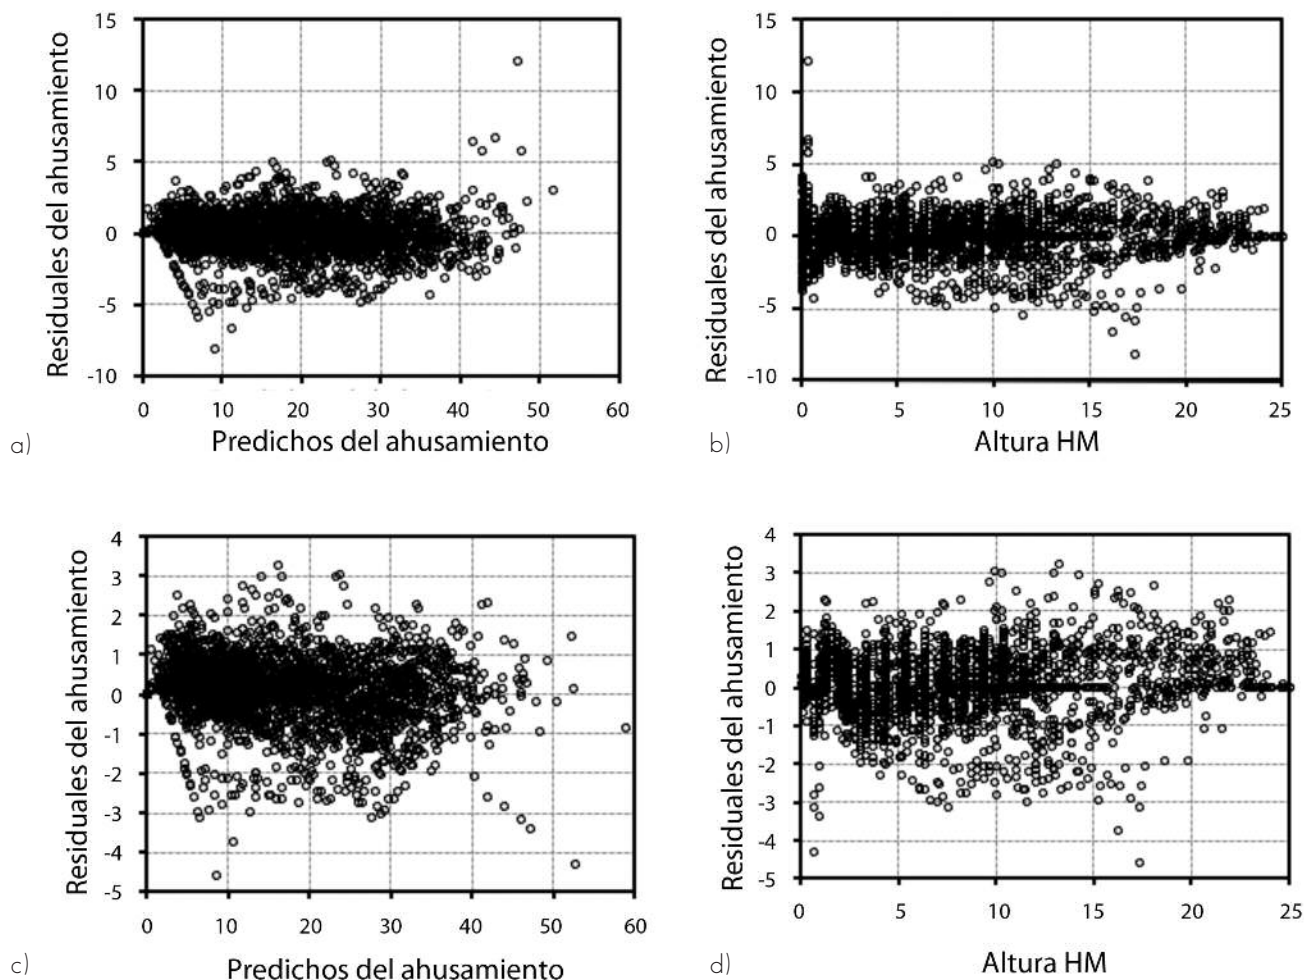 15
10
5
0
-5
-10
Residuales del ahusamiento
0 10 20 30 40 50 60
Predichos del ahusamiento
a)
15
10
5
0
-5
-10
Residuales del ahusamiento
0 5 10 15 20 25
Altura HM
b)
4
3
2
1
0
-1
-2
-3
-4
-5
Residuales del ahusamiento
0 10 20 30 40 50 60
Predichos del ahusamiento
c)
4
3
2
1
0
-1
-2
-3
-4
-5
Residuales del ahusamiento
0 5 10 15 20 25
Altura HM
d)